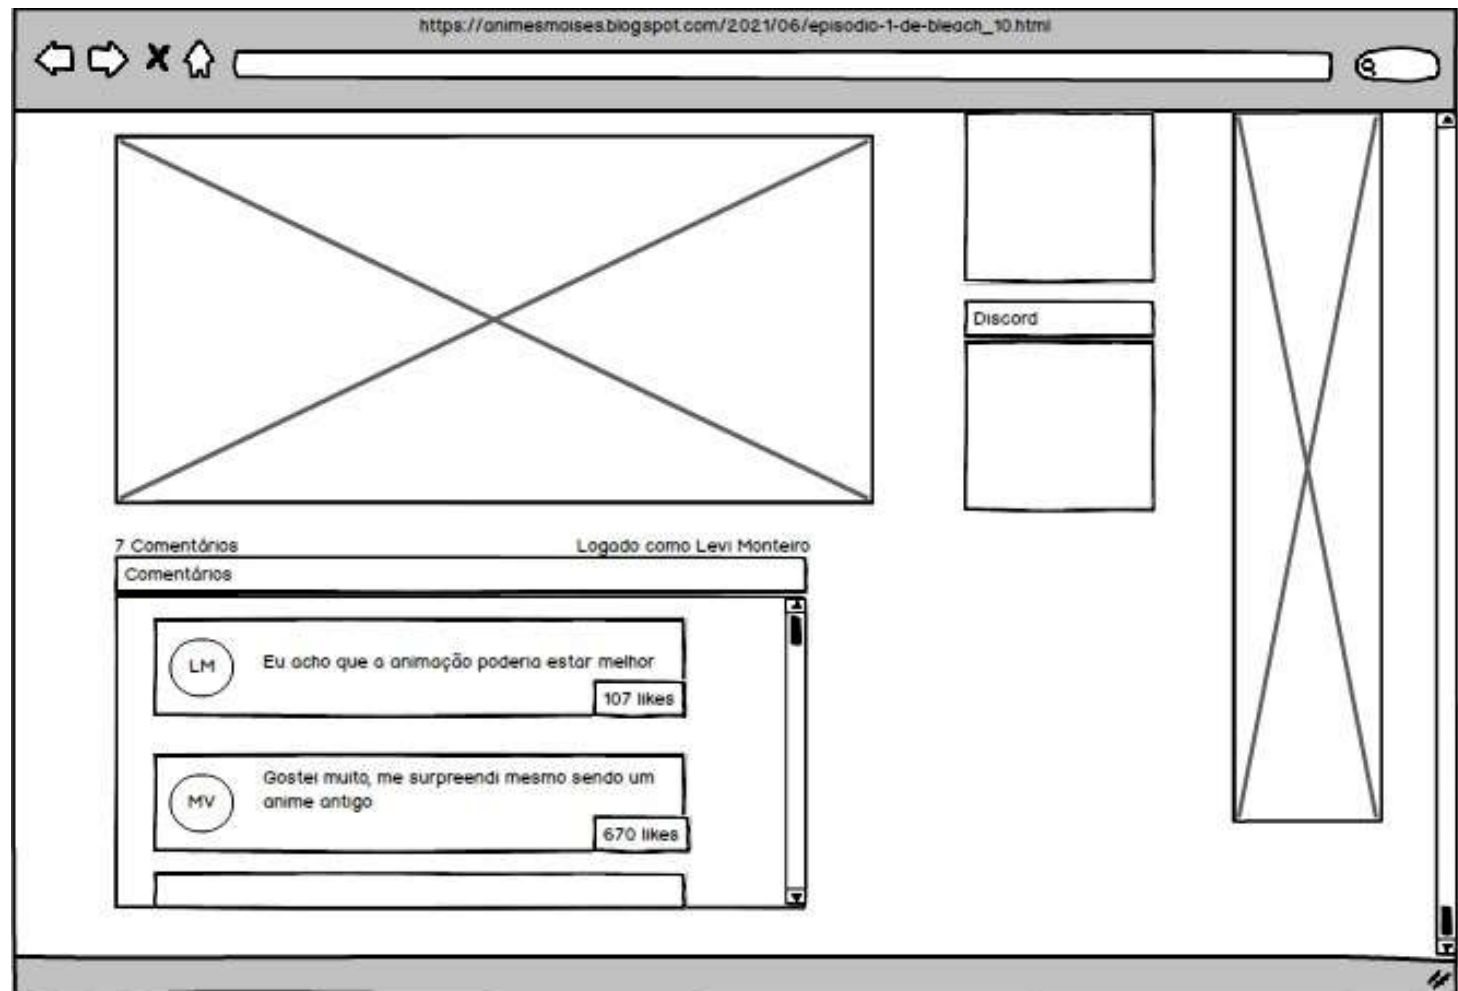 https://animesmoises.blogspot.com/2021/06/episodio-1-de-bleach_10.html
Discord
7 Comentários
Logado como Levi Monteiro
Comentários
LM
Eu acho que a animação poderia estar melhor
107 likes
MV
Gostei muito, me surpreendi mesmo sendo um
anime antigo
670 likes